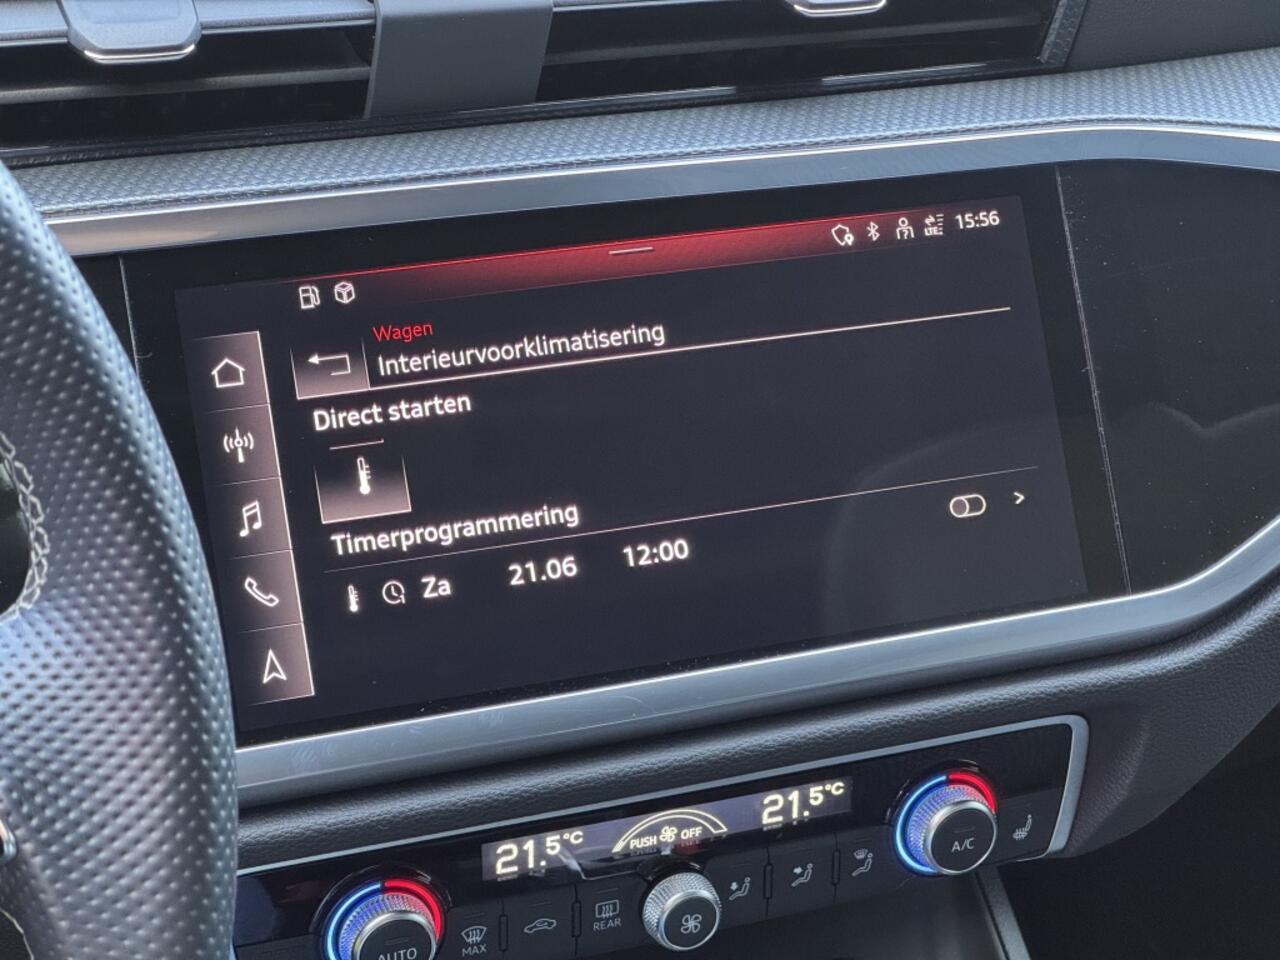 LTE 15:56
Wagen
Interieurvoorklimatisering
Direct starten
Timerprogrammering
Za 21.06 12:00
21.5°C PUSH OFF 21.5°C
A/C
AUTO MAX REAR